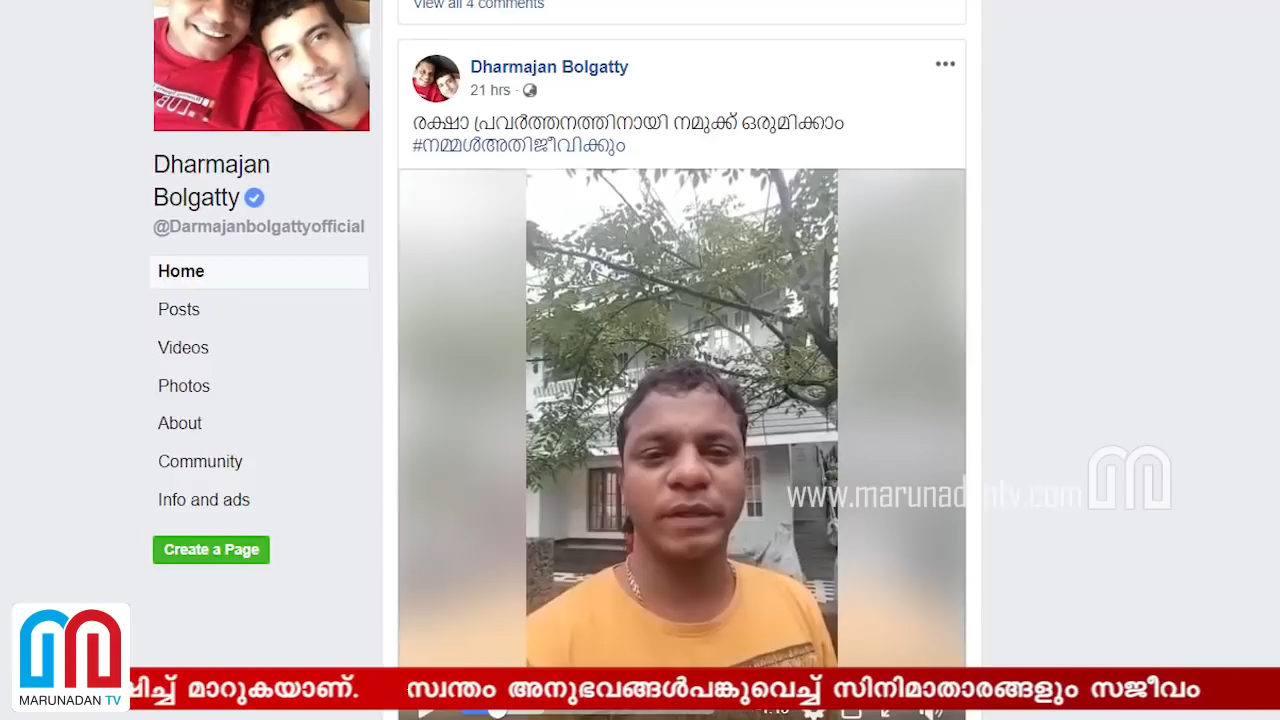 View all 4 comments
Dharmajan Bolgatty
21 hrs
രക്ഷാ പ്രവർത്തനത്തിനായി നമുക്ക് ഒരുമിക്കാം
#നമ്മൾഅതിജീവിക്കും
Dharmajan
Bolgatty
@Darmajanbolgattyofficial
Home
Posts
Videos
Photos
About
Community
Info and ads
Create a Page
www.marunadantv.com
MARUNADAN TV
മാറുകയാണ്. സ്വന്തം അനുഭവങ്ങൾപങ്കുവെച്ച് സിനിമാതാരങ്ങളും സജീവം